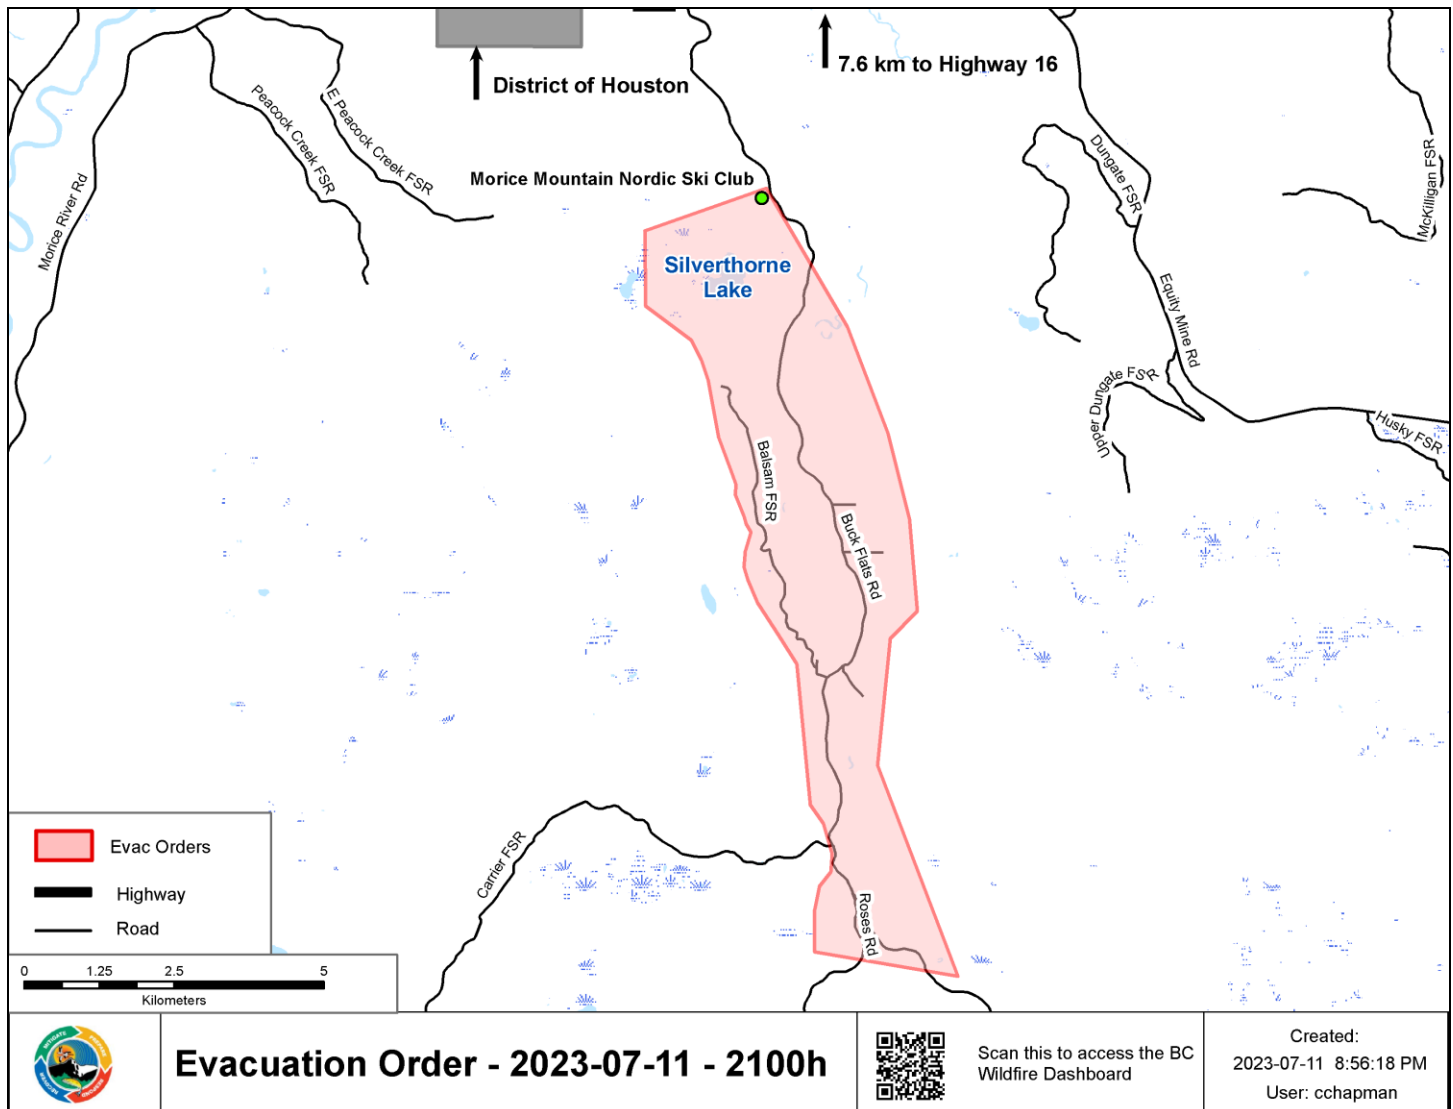 District of Houston
7.6 km to Highway 16
Peacock Creek FSR
E Peacock Creek FSR
Morice River Rd
Morice Mountain Nordic Ski Club
Dungate FSR
McKilligan FSR
Silverthorne
Lake
Equity Mine Rd
Upper Dungate FSR
Husky FSR
Balsam FSR
Buck Flats Rd
Carrier FSR
Roses Rd
Evac Orders
Highway
Road
0 1.25 2.5 5
Kilometers
MITIGATE
PREPARE
RESPOND
RECOVER
Evacuation Order - 2023-07-11 - 2100h
Scan this to access the BC
Wildfire Dashboard
Created:
2023-07-11 8:56:18 PM
User: cchapman